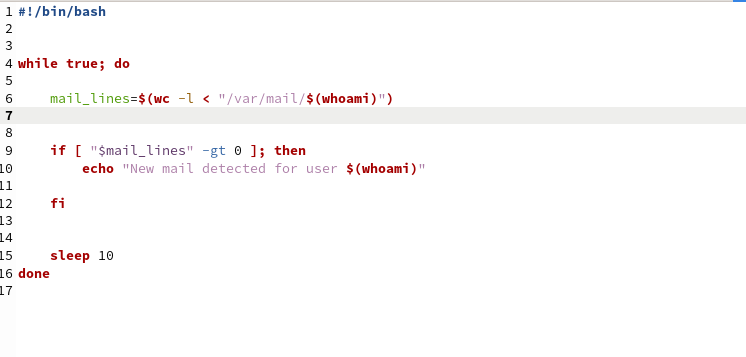 1 #!/bin/bash
2
3
4 while true; do
5
6     mail_lines=$(wc -l < "/var/mail/$(whoami)")
7
8
9     if [ "$mail_lines" -gt 0 ]; then
10         echo "New mail detected for user $(whoami)"
11
12     fi
13
14
15     sleep 10
16 done
17